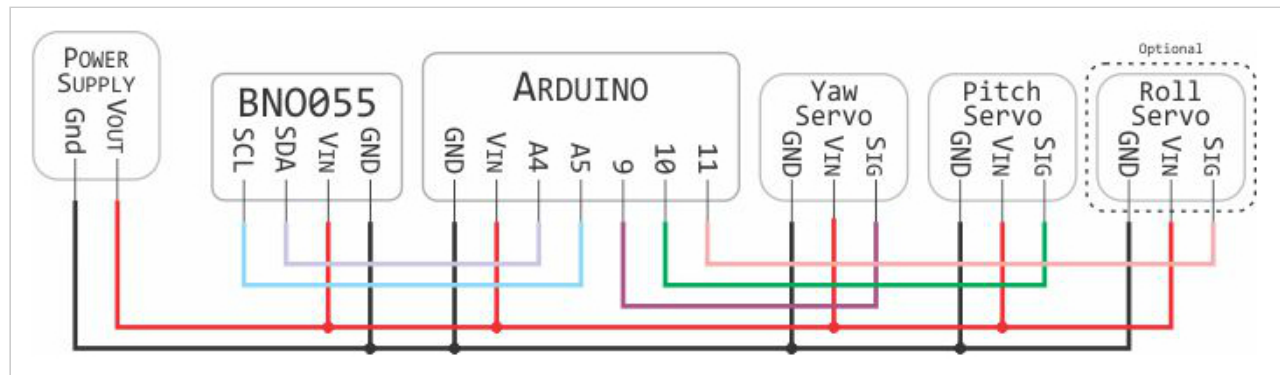 POWER
SUPPLY
Gnd
VOUT
BNO055
SCL
SDA
VIN
GND
ARDUINO
GND
VIN
A4
A5
9
10
11
Yaw
Servo
GND
VIN
SIG
Pitch
Servo
GND
VIN
SIG
Optional
Roll
Servo
GND
VIN
SIG